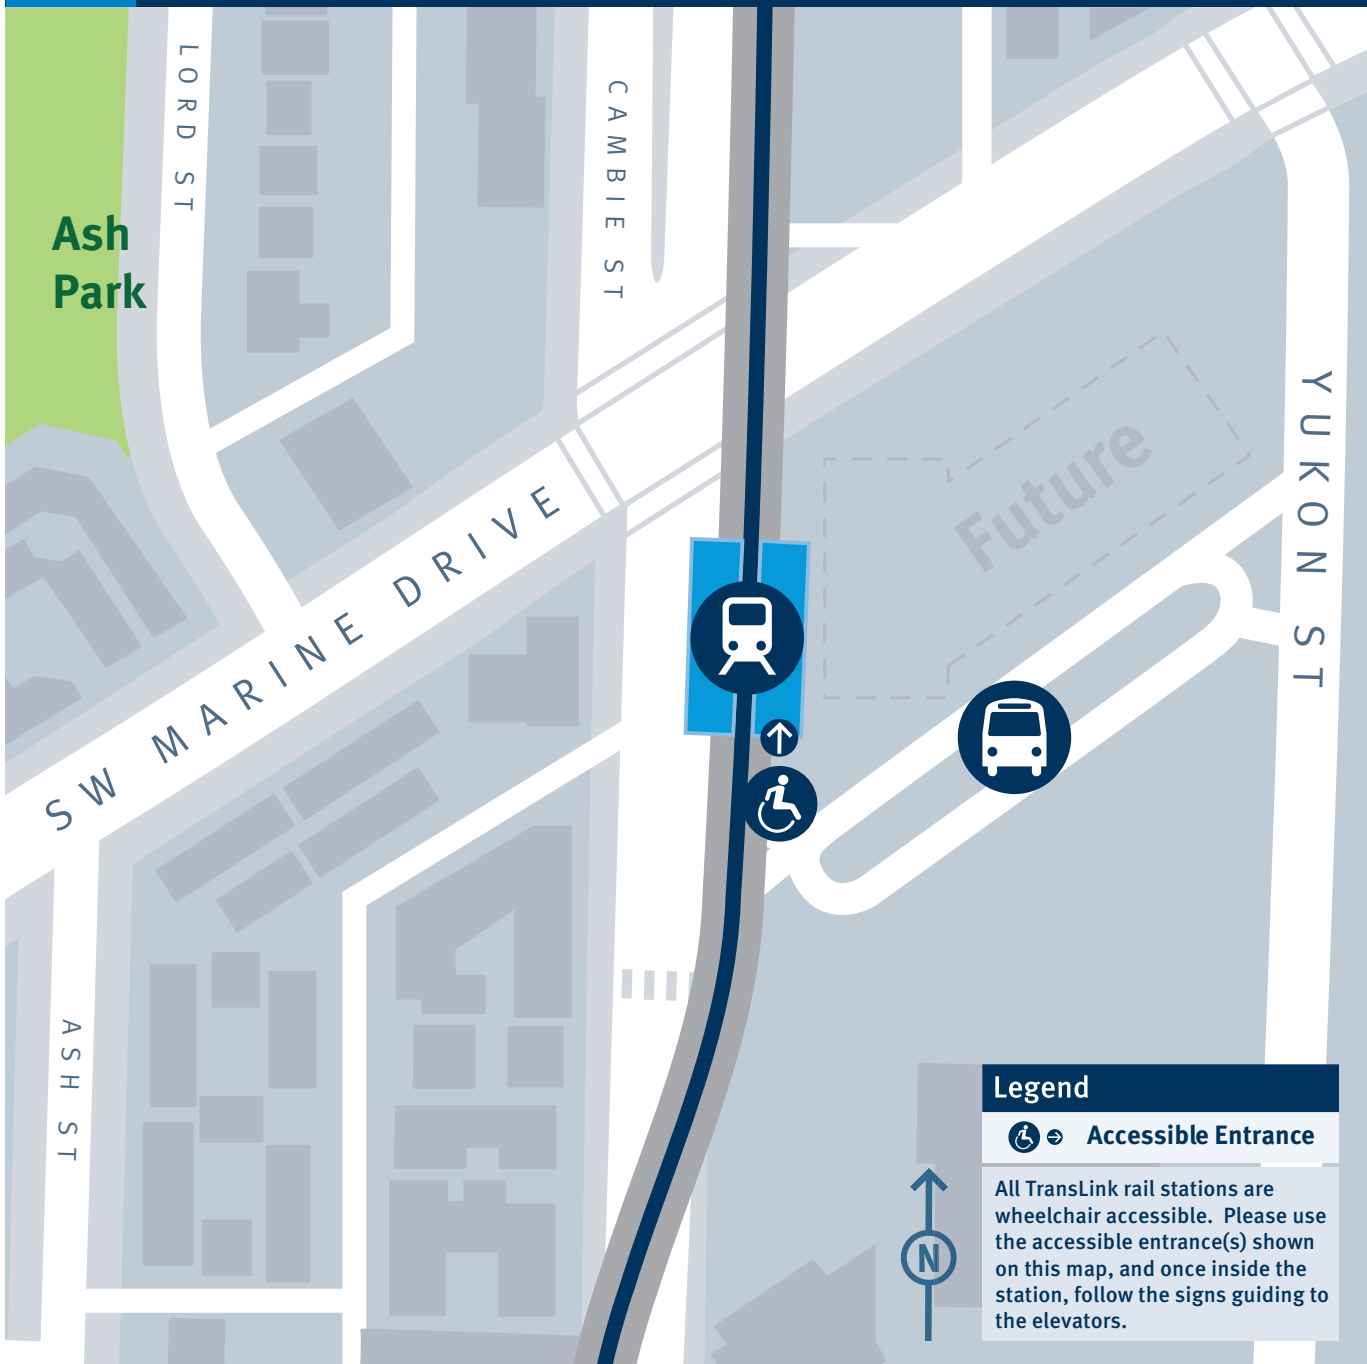 LORD ST
CAMBIE ST
Ash
Park
YUKON ST
Future
SW MARINE DRIVE
ASH ST
Legend
Accessible Entrance
All TransLink rail stations are
wheelchair accessible. Please use
the accessible entrance(s) shown
on this map, and once inside the
station, follow the signs guiding to
the elevators.
N